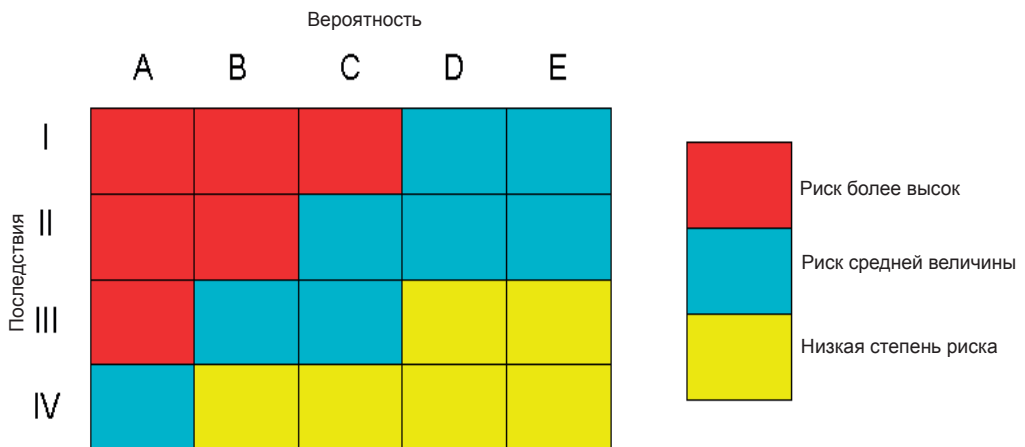 Вероятность
A B C D E
I
II
III
IV
Последствия
Риск более высок
Риск средней величины
Низкая степень риска